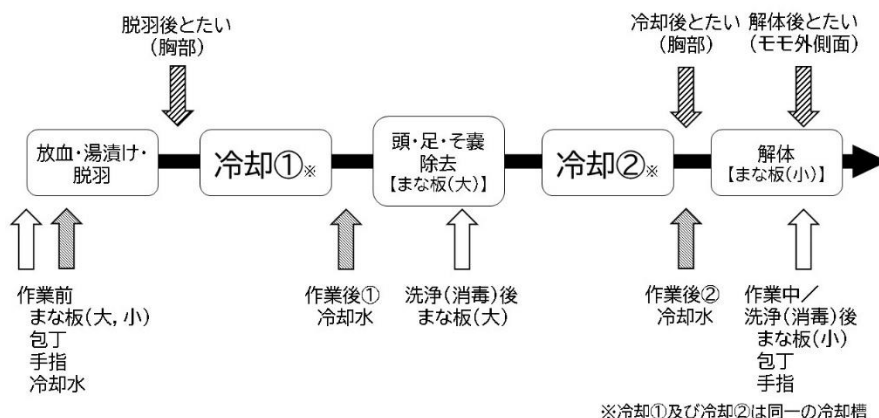 脱羽後とたい
(胸部)
冷却後とたい
(胸部)
解体後とたい
(モモ外側面)
放血・湯漬け・
脱羽
冷却①※
頭・足・そ嚢
除去
【まな板(大)】
冷却②※
解体
【まな板(小)】
作業前
まな板(大,小)
包丁
手指
冷却水
作業後①
冷却水
洗浄(消毒)後
まな板(大)
作業後②
冷却水
作業中/
洗浄(消毒)後
まな板(小)
包丁
手指
※冷却①及び冷却②は同一の冷却槽